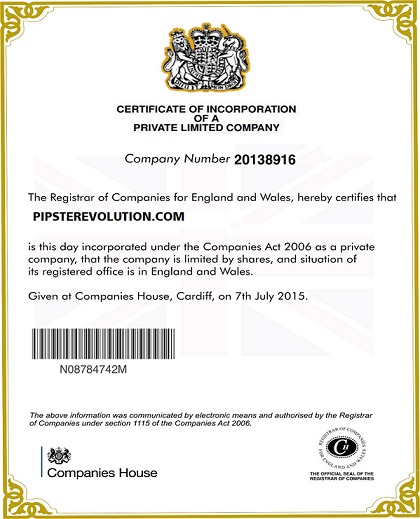 CERTIFICATE OF INCORPORATION
OF A
PRIVATE LIMITED COMPANY
Company Number 20138916
The Registrar of Companies for England and Wales, hereby certifies that
PIPSTEREVOLUTION.COM
is this day incorporated under the Companies Act 2006 as a private
company, that the company is limited by shares, and situation of
its registered office is in England and Wales.
Given at Companies House, Cardiff, on 7th July 2015.
N08784742M
The above information was communicated by electronic means and authorised by the Registrar
of Companies under section 1115 of the Companies Act 2006.
Companies House
REGISTRAR OF COMPANIES
ENGLAND AND WALES
CH
THE OFFICIAL SEAL OF THE
REGISTRAR OF COMPANIES